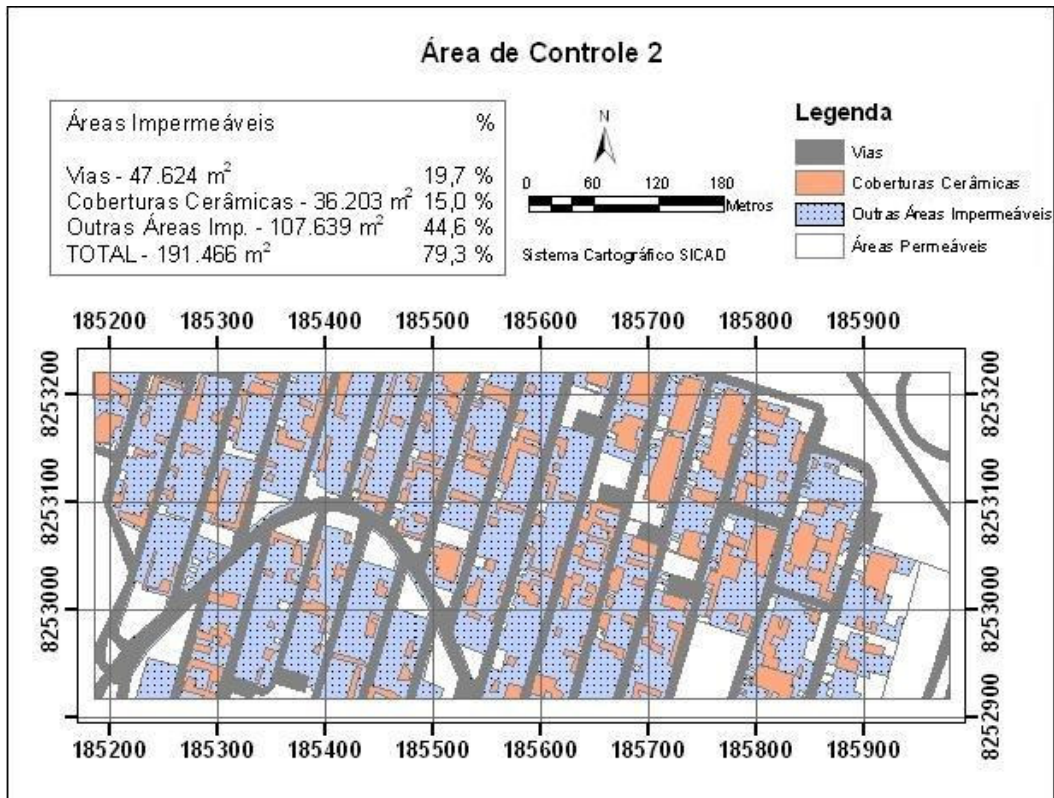 Área de Controle 2
Áreas Impermeáveis %
Vias - 47.624 m² 19,7 %
Coberturas Cerâmicas - 36.203 m² 15,0 %
Outras Áreas Imp. - 107.639 m² 44,6 %
TOTAL - 191.466 m² 79,3 %
N
0 60 120 180
Metros
Sistema Cartográfico SICAD
Legenda
Vias
Coberturas Cerâmicas
Outras Áreas Impermeáveis
Áreas Permeáveis
185200 185300 185400 185500 185600 185700 185800 185900
8253200 8253200
8253100 8253100
8253000 8253000
8252900
185200 185300 185400 185500 185600 185700 185800 185900